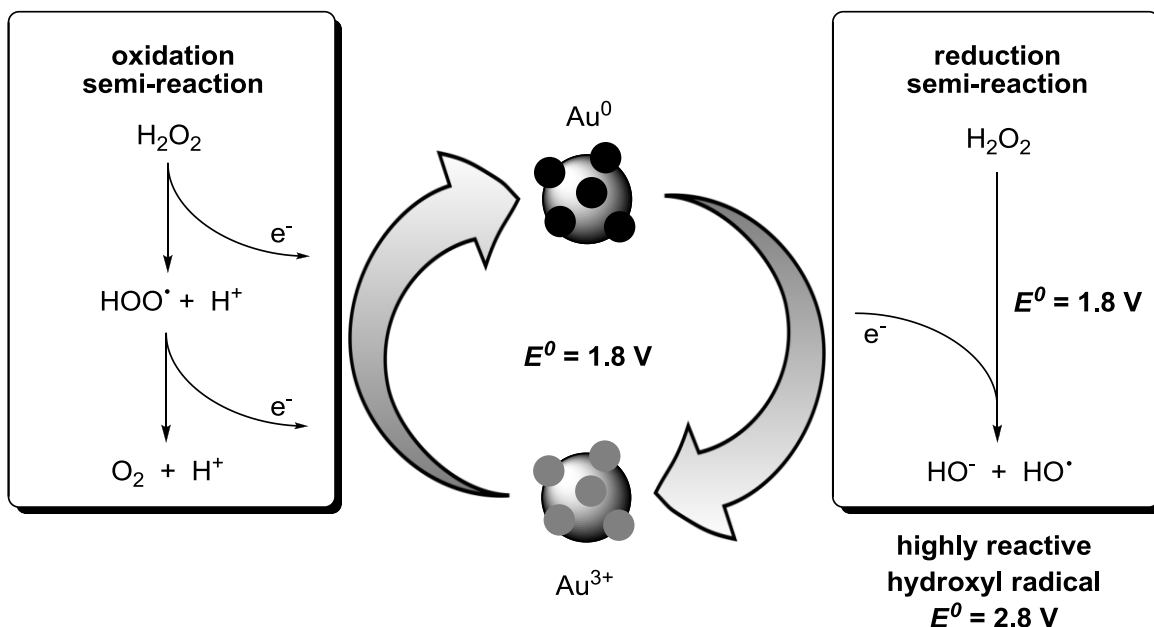 oxidation
semi-reaction
H₂O₂
e⁻
HOO• + H⁺
e⁻
O₂ + H⁺
Au⁰
E⁰ = 1.8 V
Au³⁺
reduction
semi-reaction
H₂O₂
E⁰ = 1.8 V
e⁻
HO⁻ + HO•
highly reactive
hydroxyl radical
E⁰ = 2.8 V